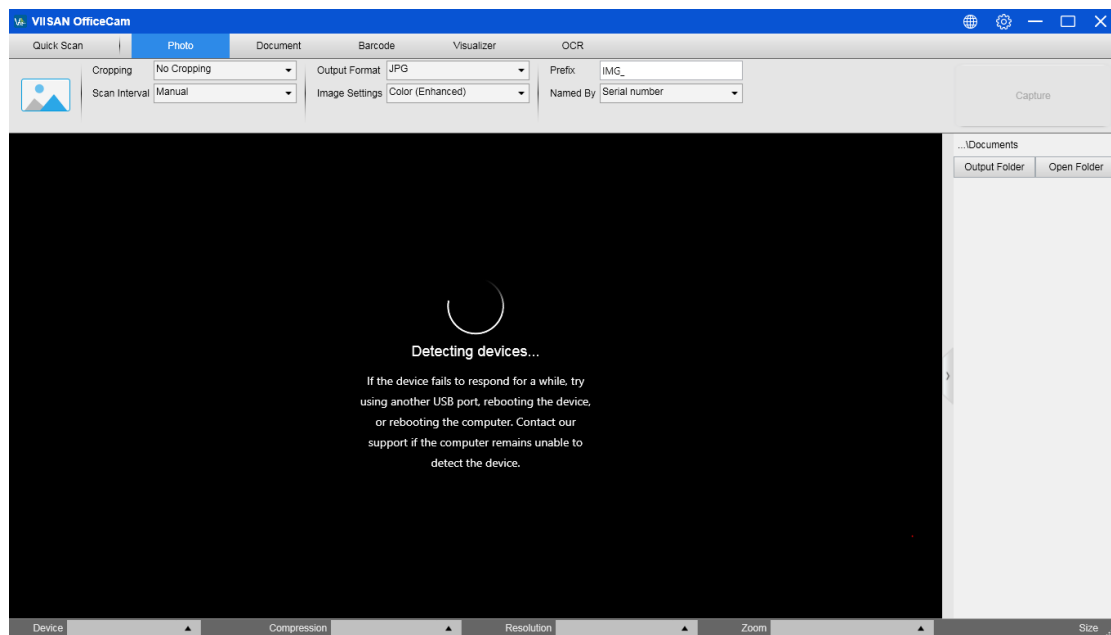 VIISAN OfficeCam
Quick Scan Photo Document Barcode Visualizer OCR
Cropping No Cropping Output Format JPG Prefix IMG_
Scan Interval Manual Image Settings Color (Enhanced) Named By Serial number
Capture
...\Documents
Output Folder Open Folder
Detecting devices...
If the device fails to respond for a while, try
using another USB port, rebooting the device,
or rebooting the computer. Contact our
support if the computer remains unable to
detect the device.
Device Compression Resolution Zoom Size